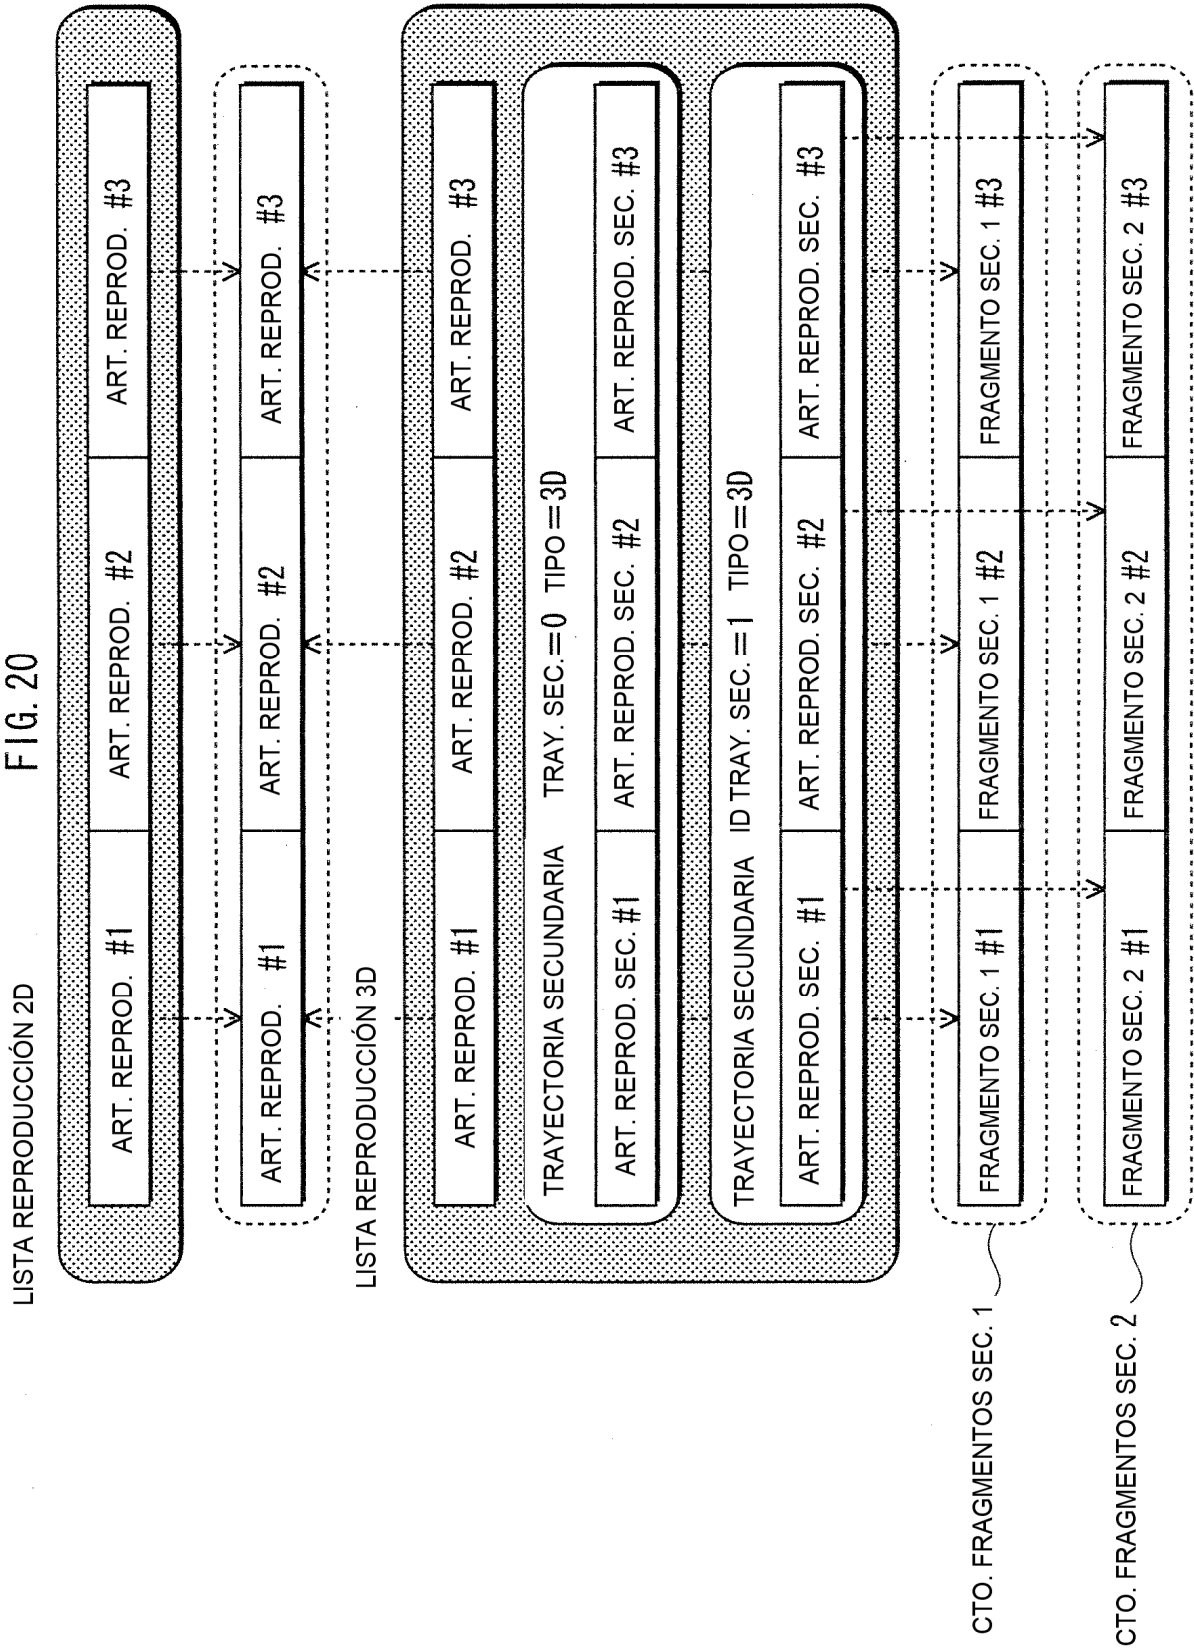 FIG. 20
LISTA REPRODUCCIÓN 2D
ART. REPROD. #1 ART. REPROD. #2 ART. REPROD. #3
ART. REPROD. #1 ART. REPROD. #2 ART. REPROD. #3
LISTA REPRODUCCIÓN 3D
ART. REPROD. #1 ART. REPROD. #2 ART. REPROD. #3
TRAYECTORIA SECUNDARIA TRAY. SEC.=0 TIPO=3D
ART. REPROD. SEC. #1 ART. REPROD. SEC. #2 ART. REPROD. SEC. #3
TRAYECTORIA SECUNDARIA ID TRAY. SEC.=1 TIPO=3D
ART. REPROD. SEC. #1 ART. REPROD. SEC. #2 ART. REPROD. SEC. #3
CTO. FRAGMENTOS SEC. 1 FRAGMENTO SEC. 1 #1 FRAGMENTO SEC. 1 #2 FRAGMENTO SEC. 1 #3
CTO. FRAGMENTOS SEC. 2 FRAGMENTO SEC. 2 #1 FRAGMENTO SEC. 2 #2 FRAGMENTO SEC. 2 #3